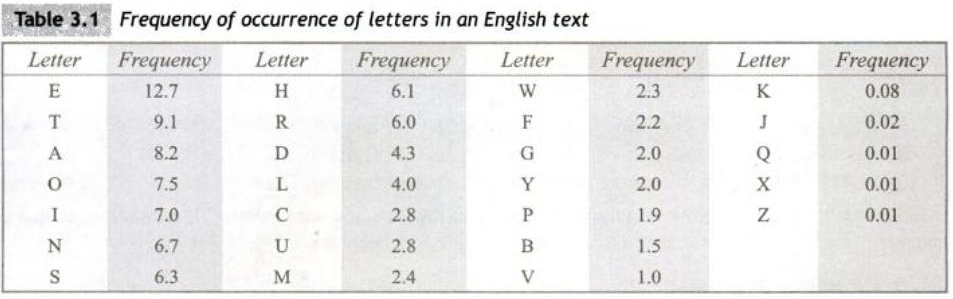 Table 3.1 Frequency of occurrence of letters in an English text
Letter Frequency Letter Frequency Letter Frequency Letter Frequency
E 12.7 H 6.1 W 2.3 K 0.08
T 9.1 R 6.0 F 2.2 J 0.02
A 8.2 D 4.3 G 2.0 Q 0.01
O 7.5 L 4.0 Y 2.0 X 0.01
I 7.0 C 2.8 P 1.9 Z 0.01
N 6.7 U 2.8 B 1.5
S 6.3 M 2.4 V 1.0